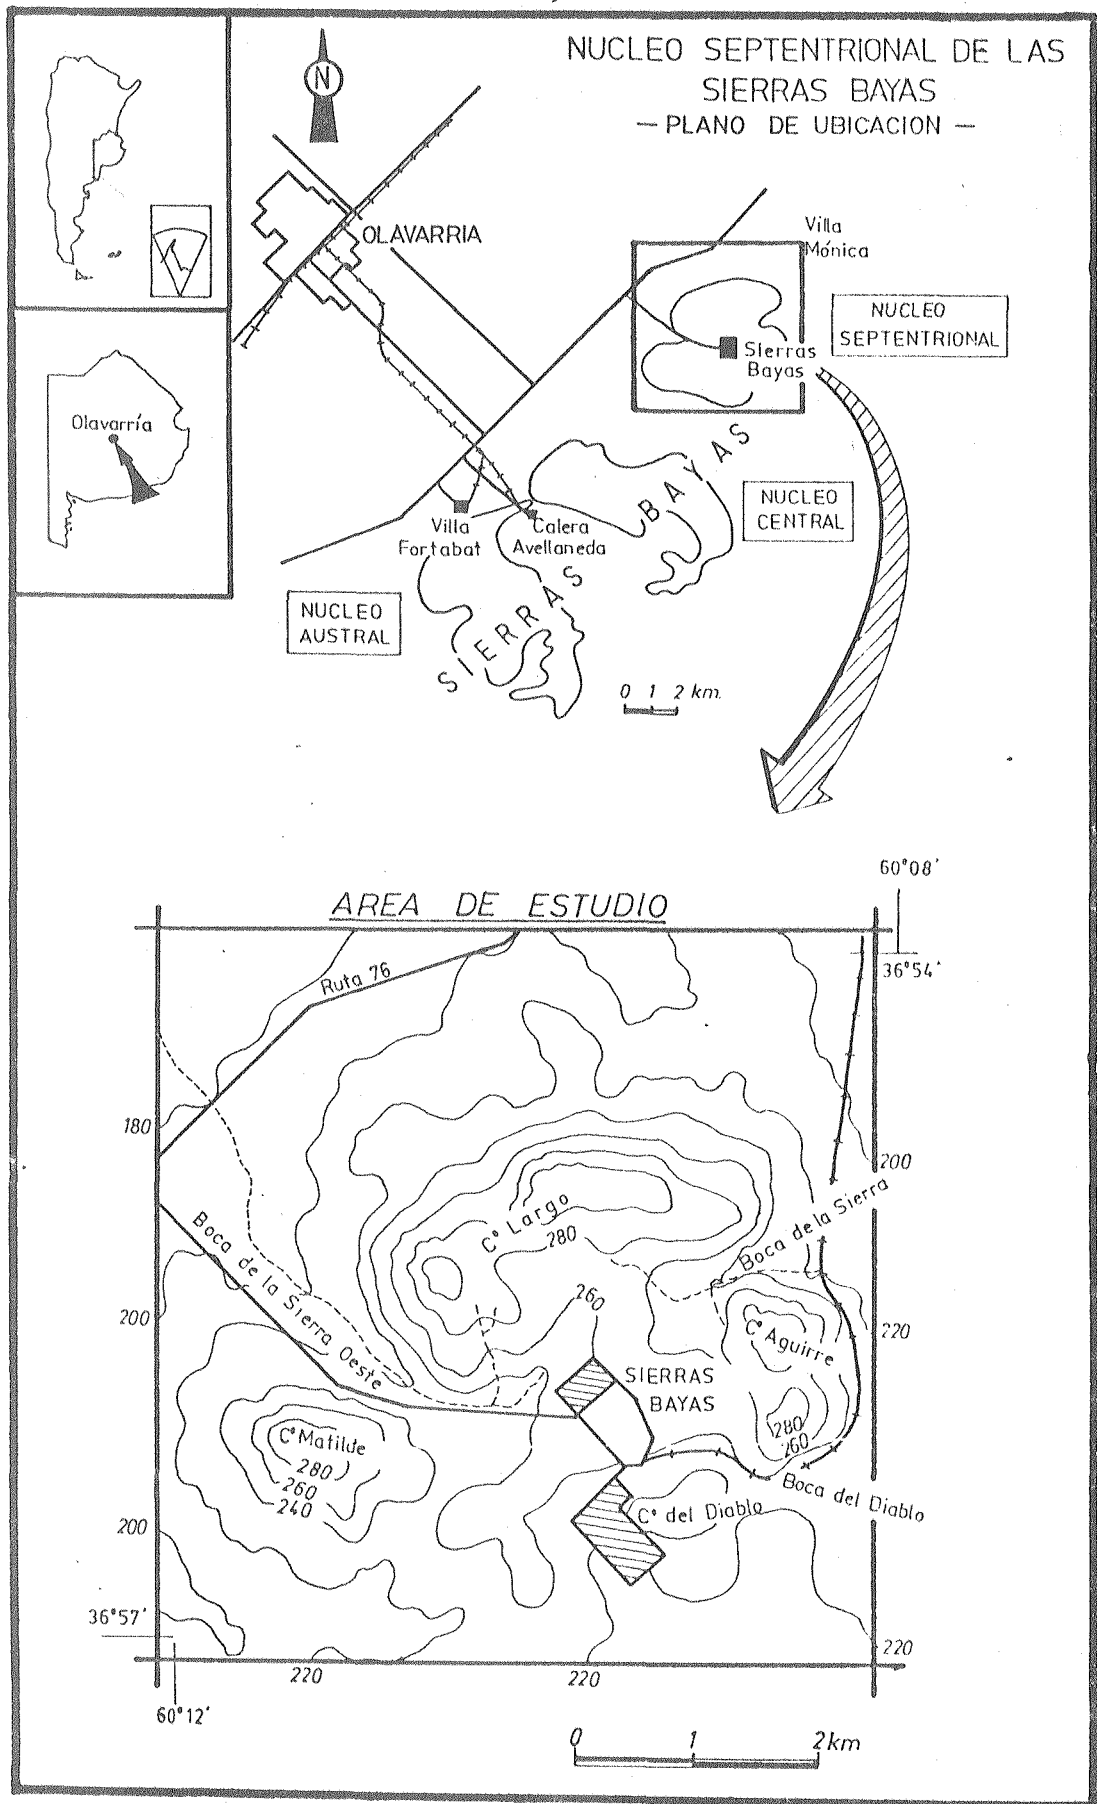 NUCLEO SEPTENTRIONAL DE LAS
SIERRAS BAYAS
— PLANO DE UBICACION —
N
OLAVARRIA
Villa
Mónica
NUCLEO
SEPTENTRIONAL
Sierras
Bayas
Olavarría
SIERRAS BAYAS
NUCLEO
CENTRAL
Villa
Fortabat
Calera
Avellaneda
NUCLEO
AUSTRAL
0 1 2 km.
60°08'
AREA DE ESTUDIO
36°54'
Ruta 76
180
200
Boca de la Sierra
C° Largo
280
Boca de la Sierra Oeste
260
200
220
C° Aguirre
SIERRAS
BAYAS
C° Matilde
280
260
240
280
260
Boca del Diablo
C° del Diablo
200
36°57'
220
220
220
60°12'
0 1 2km